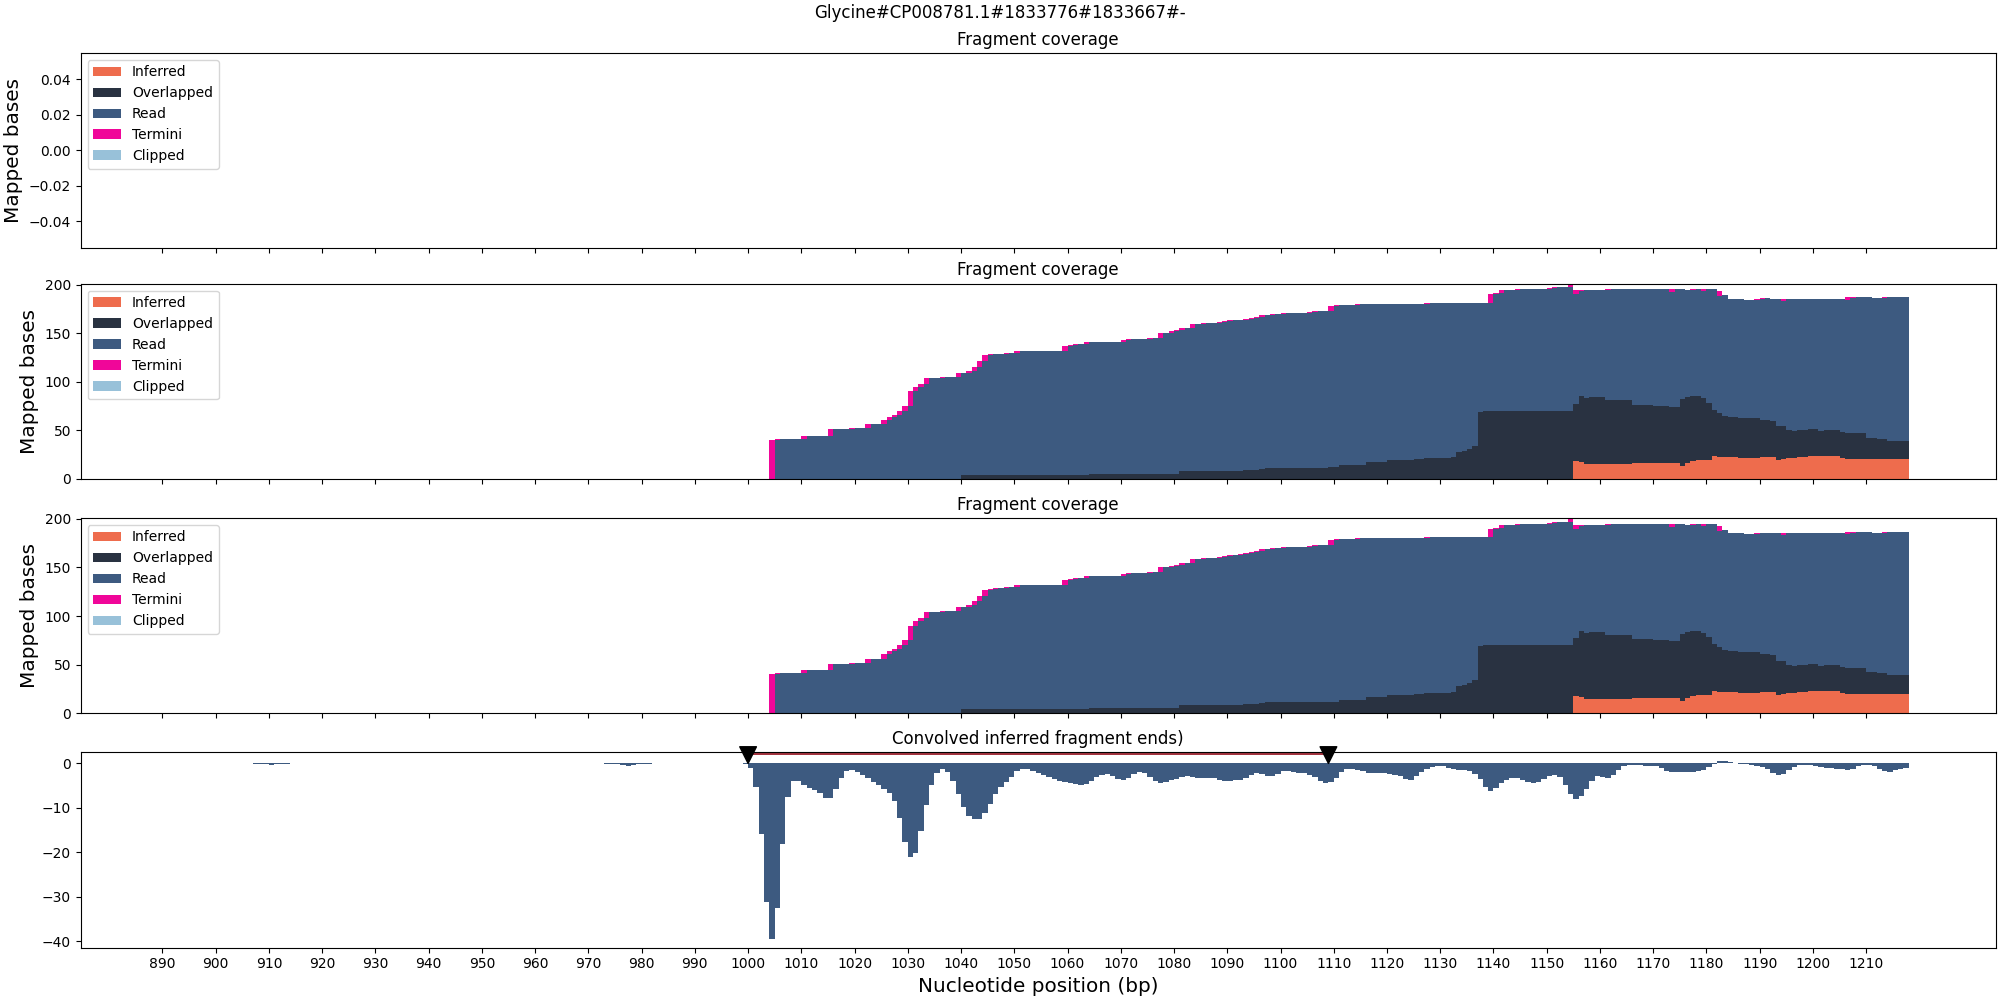 Glycine#CP008781.1#1833776#1833667#-
Fragment coverage
Mapped bases
0.04
0.02
0.00
−0.02
−0.04
Inferred
Overlapped
Read
Termini
Clipped
Fragment coverage
Mapped bases
200
150
100
50
0
Inferred
Overlapped
Read
Termini
Clipped
Fragment coverage
Mapped bases
200
150
100
50
0
Inferred
Overlapped
Read
Termini
Clipped
Convolved inferred fragment ends)
0
−10
−20
−30
−40
890 900 910 920 930 940 950 960 970 980 990 1000 1010 1020 1030 1040 1050 1060 1070 1080 1090 1100 1110 1120 1130 1140 1150 1160 1170 1180 1190 1200 1210
Nucleotide position (bp)